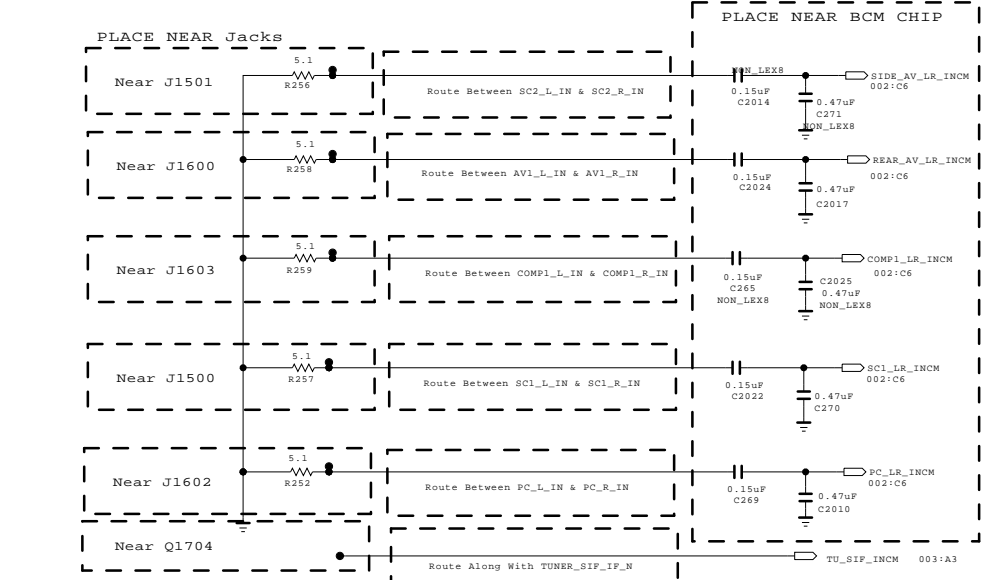 PLACE NEAR BCM CHIP
PLACE NEAR Jacks
5.1
Near J1501
R256
Route Between SC2_L_IN & SC2_R_IN
NON_LEX8
0.15uF
C2014
SIDE_AV_LR_INCM
002:C6
0.47uF
C271
NON_LEX8
5.1
Near J1600
R258
Route Between AV1_L_IN & AV1_R_IN
0.15uF
C2024
REAR_AV_LR_INCM
002:C6
0.47uF
C2017
5.1
Near J1603
R259
Route Between COMP1_L_IN & COMP1_R_IN
0.15uF
C265
NON_LEX8
COMP1_LR_INCM
002:C6
C2025
0.47uF
NON_LEX8
5.1
Near J1500
R257
Route Between SC1_L_IN & SC1_R_IN
0.15uF
C2022
SC1_LR_INCM
002:C6
0.47uF
C270
5.1
Near J1602
R252
Route Between PC_L_IN & PC_R_IN
0.15uF
C269
PC_LR_INCM
002:C6
0.47uF
C2010
Near Q1704
Route Along With TUNER_SIF_IF_N
TU_SIF_INCM 003:A3